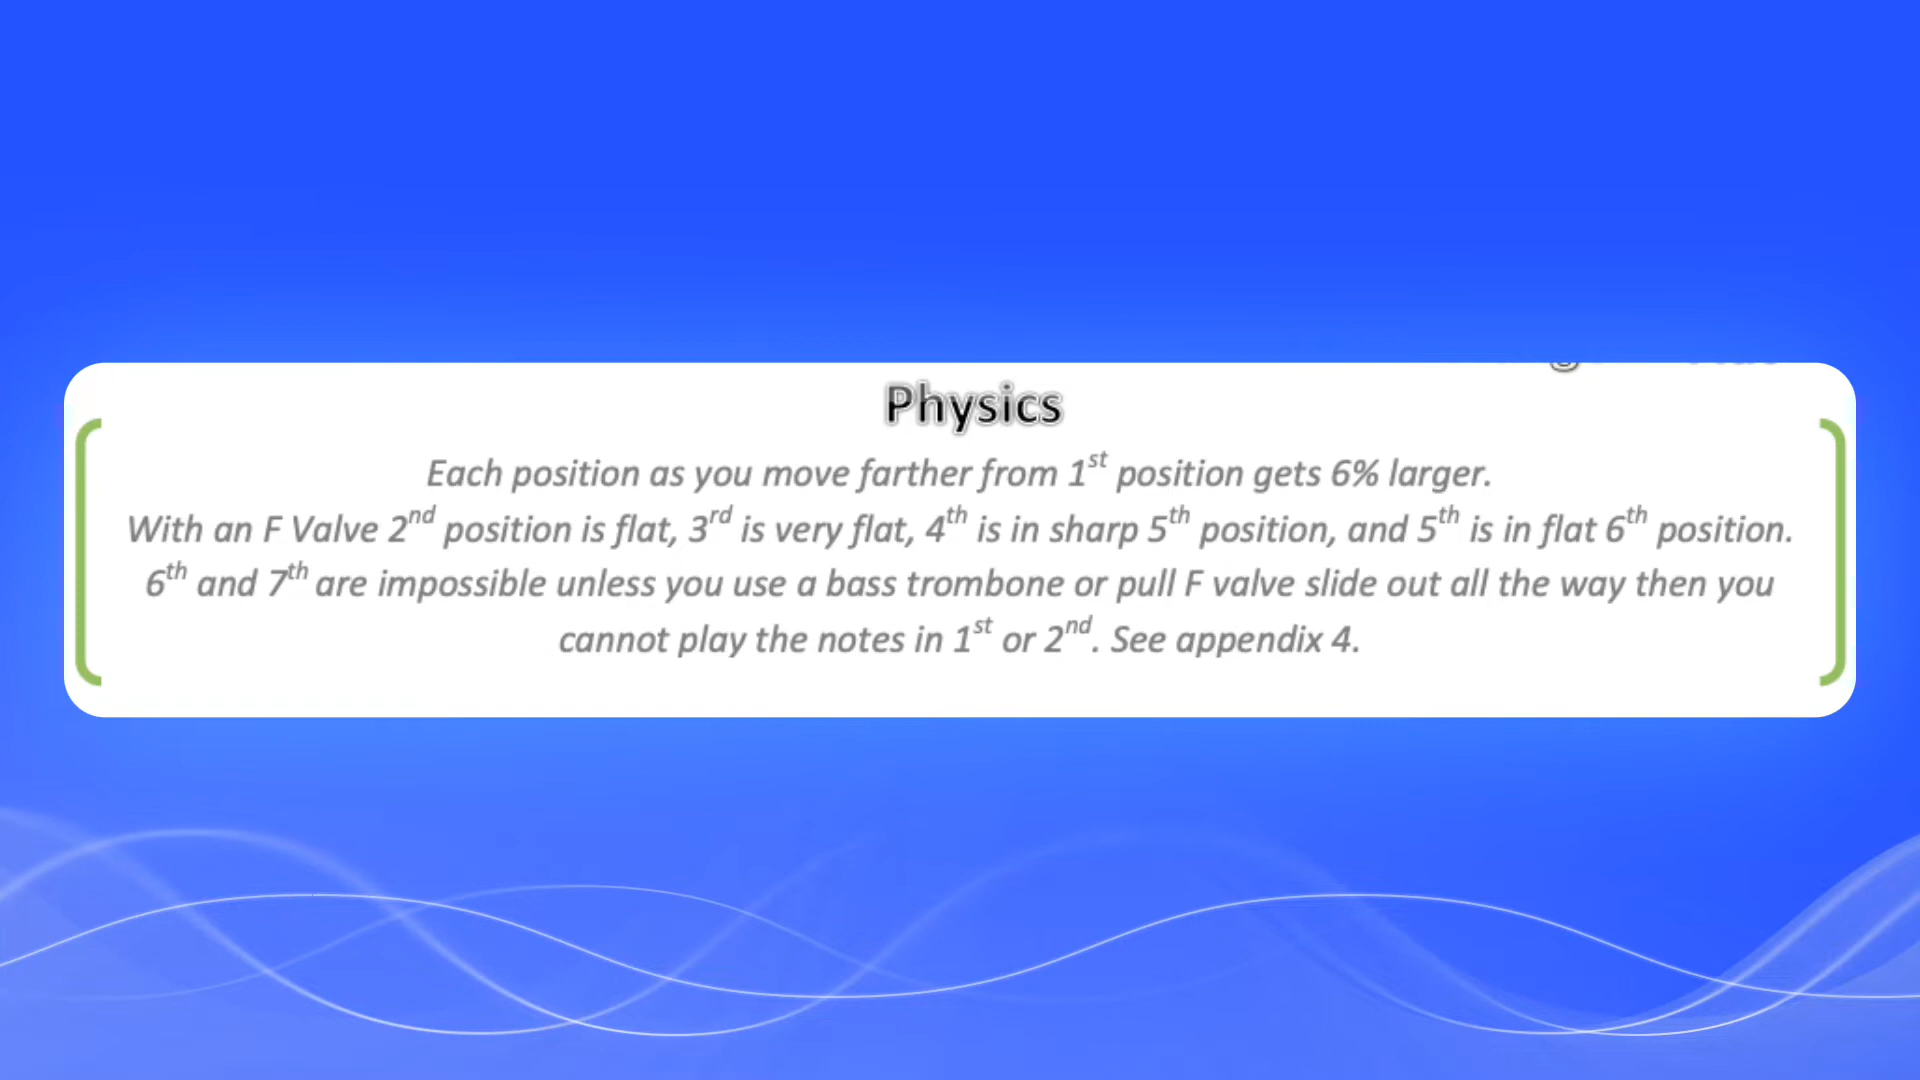 Physics
Each position as you move farther from 1st position gets 6% larger.
With an F Valve 2nd position is flat, 3rd is very flat, 4th is in sharp 5th position, and 5th is in flat 6th position.
6th and 7th are impossible unless you use a bass trombone or pull F valve slide out all the way then you
cannot play the notes in 1st or 2nd. See appendix 4.